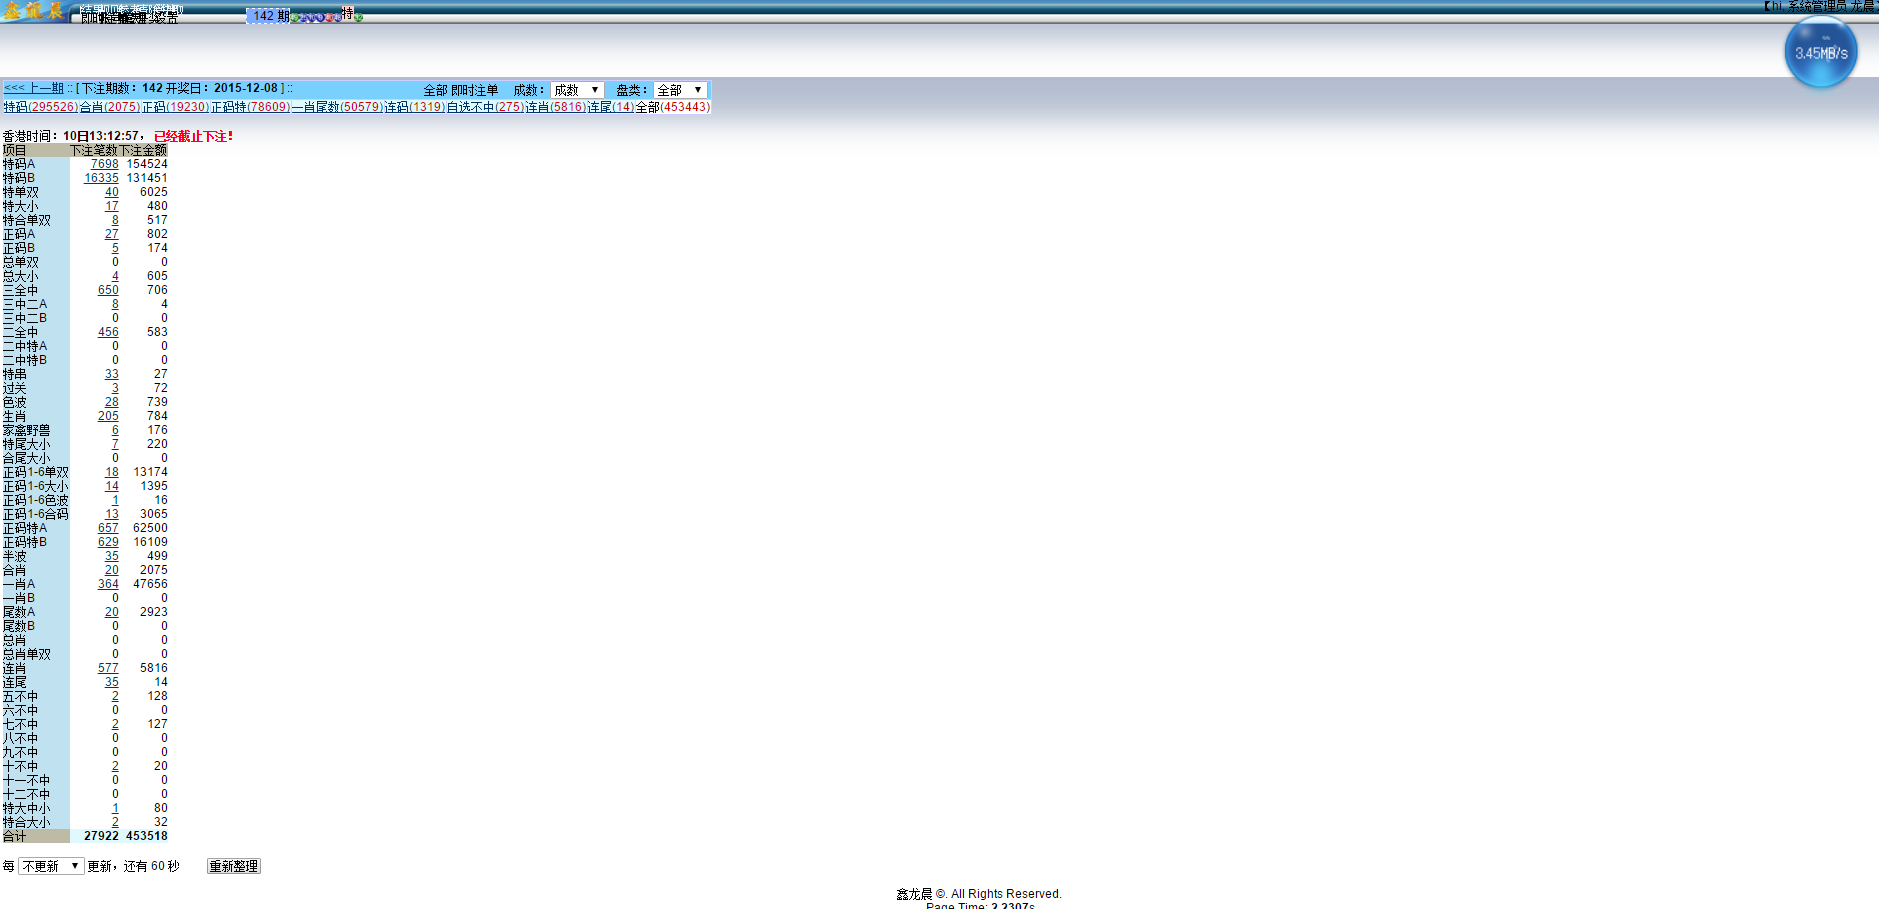 鑫龍晨
142 期 特
【hi, 系统管理员 龙晨
3.45MB/s
<<< 上一期 :: [ 下注期数：142 开奖日：2015-12-08 ] :: 全部 即时注单 成数： 成数 ▼ 盘类： 全部 ▼
特码(295526)合肖(2075)正码(19230)正码特(78609)一肖尾数(50579)连码(1319)自选不中(275)连肖(5816)连尾(14)全部(453443)
香港时间：10日13:12:57，已经截止下注！
项目 下注笔数 下注金额
特码A 7698 154524
特码B 16335 131451
特单双 40 6025
特大小 17 480
特合单双 8 517
正码A 27 802
正码B 5 174
总单双 0 0
总大小 4 605
三全中 650 706
三中二A 8 4
三中二B 0 0
二全中 456 583
二中特A 0 0
二中特B 0 0
特串 33 27
过关 3 72
色波 28 739
生肖 205 784
家禽野兽 6 176
特尾大小 7 220
合尾大小 0 0
正码1-6单双 18 13174
正码1-6大小 14 1395
正码1-6色波 1 16
正码1-6合码 13 3065
正码特A 657 62500
正码特B 629 16109
半波 35 499
合肖 20 2075
一肖A 364 47656
一肖B 0 0
尾数A 20 2923
尾数B 0 0
总肖 0 0
总肖单双 0 0
连肖 577 5816
连尾 35 14
五不中 2 128
六不中 0 0
七不中 2 127
八不中 0 0
九不中 0 0
十不中 2 20
十一不中 0 0
十二不中 0 0
特大中小 1 80
特合大小 2 32
合计 27922 453518
每 不更新 ▼ 更新，还有 60 秒 重新整理
鑫龙晨 ©. All Rights Reserved.
Page Time: 2.2307s